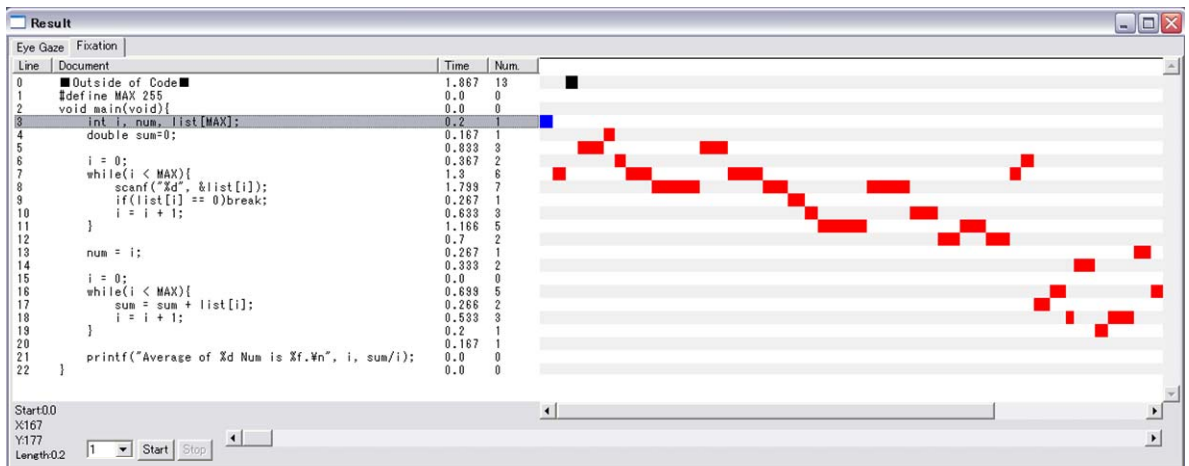 Result
Eye Gaze Fixation
Line Document Time Num.
0 ■Outside of Code■ 1.867 13
1 #define MAX 255 0.0 0
2 void main(void){ 0.0 0
3 int i, num, list[MAX]; 0.2 1
4 double sum=0; 0.167 1
5 0.833 3
6 i = 0; 0.367 2
7 while(i < MAX){ 1.3 6
8 scanf("%d", &list[i]); 1.799 7
9 if(list[i] == 0)break; 0.267 1
10 i = i + 1; 0.633 3
11 } 1.166 5
12 0.7 2
13 num = i; 0.267 1
14 0.333 2
15 i = 0; 0.0 0
16 while(i < MAX){ 0.699 5
17 sum = sum + list[i]; 0.266 2
18 i = i + 1; 0.533 3
19 } 0.2 1
20 0.167 1
21 printf("Average of %d Num is %f.¥n", i, sum/i); 0.0 0
22 } 0.0 0
Start:0.0
X:167
Y:177
Length:0.2
1 Start Stop